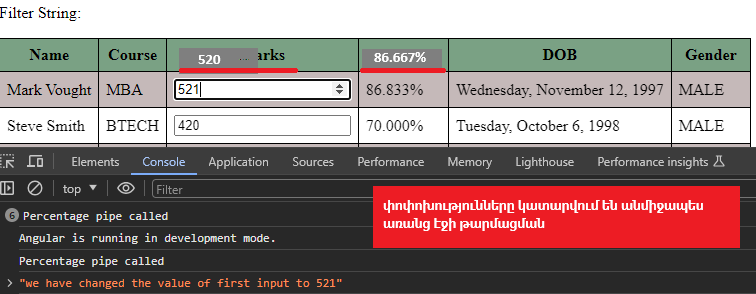 Filter String:
Name Course 520 arks 86.667% DOB Gender
Mark Vought MBA 521 86.833% Wednesday, November 12, 1997 MALE
Steve Smith BTECH 420 70.000% Tuesday, October 6, 1998 MALE
Elements Console Application Sources Performance Memory Lighthouse Performance insights
top Filter
6 Percentage pipe called
Angular is running in development mode.
Percentage pipe called
> "we have changed the value of first input to 521"
փոփոխությունները կատարվում են անմիջապես
առանց էջի թարմացման